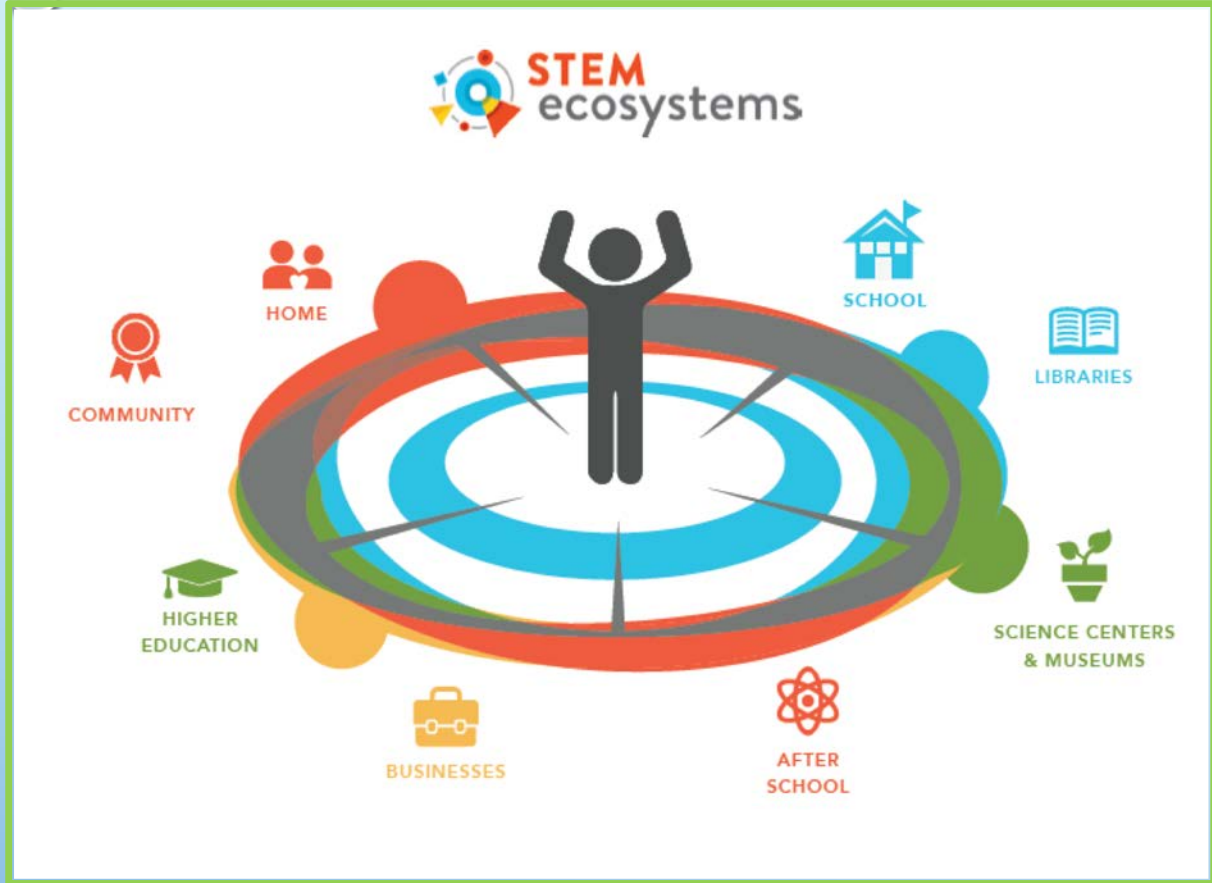 STEM
ecosystems
HOME
SCHOOL
COMMUNITY
LIBRARIES
HIGHER
EDUCATION
SCIENCE CENTERS
& MUSEUMS
BUSINESSES
AFTER
SCHOOL